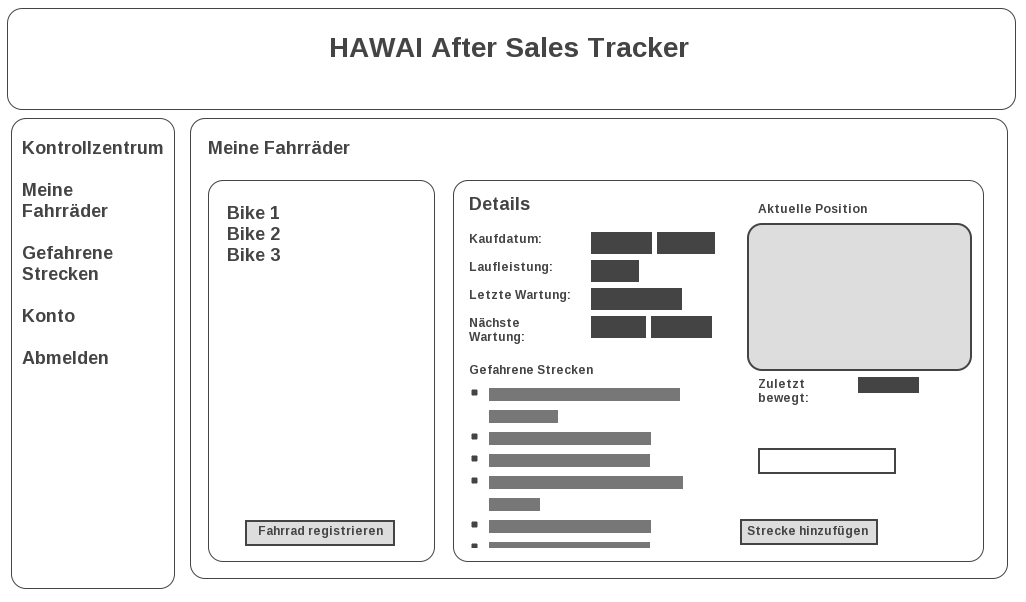 HAWAI After Sales Tracker
Kontrollzentrum
Meine
Fahrräder
Gefahrene
Strecken
Konto
Abmelden
Meine Fahrräder
Bike 1
Bike 2
Bike 3
Fahrrad registrieren
Details
Kaufdatum:
Laufleistung:
Letzte Wartung:
Nächste
Wartung:
Gefahrene Strecken
Aktuelle Position
Zuletzt
bewegt:
Strecke hinzufügen